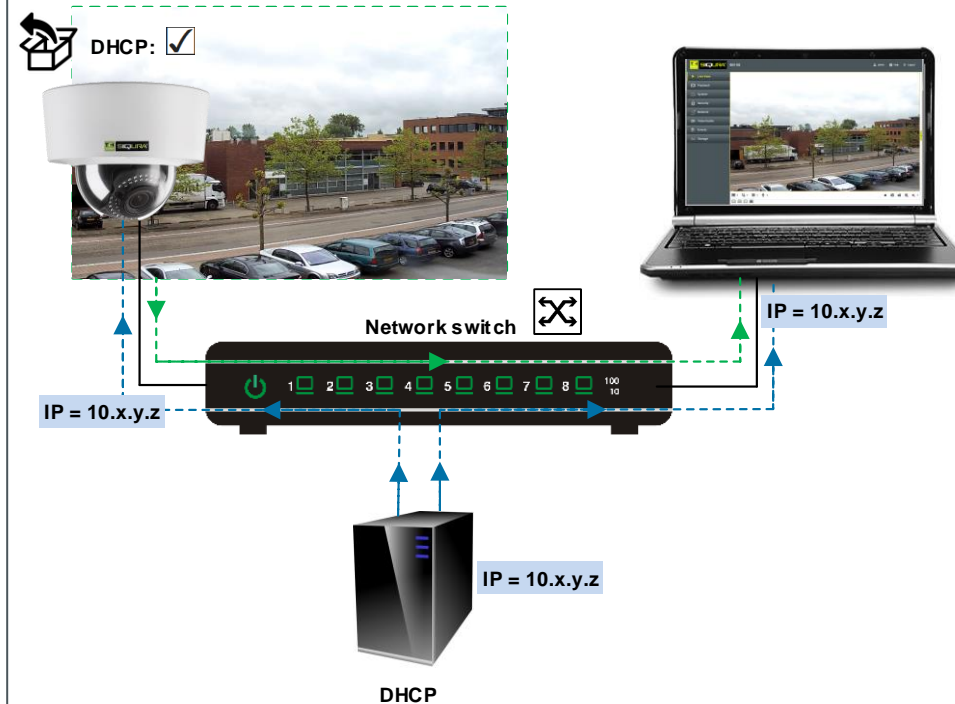 DHCP: ✓
SIQURA
SIQURA
IP = 10.x.y.z
Network switch
1 2 3 4 5 6 7 8 100
10
IP = 10.x.y.z
IP = 10.x.y.z
DHCP